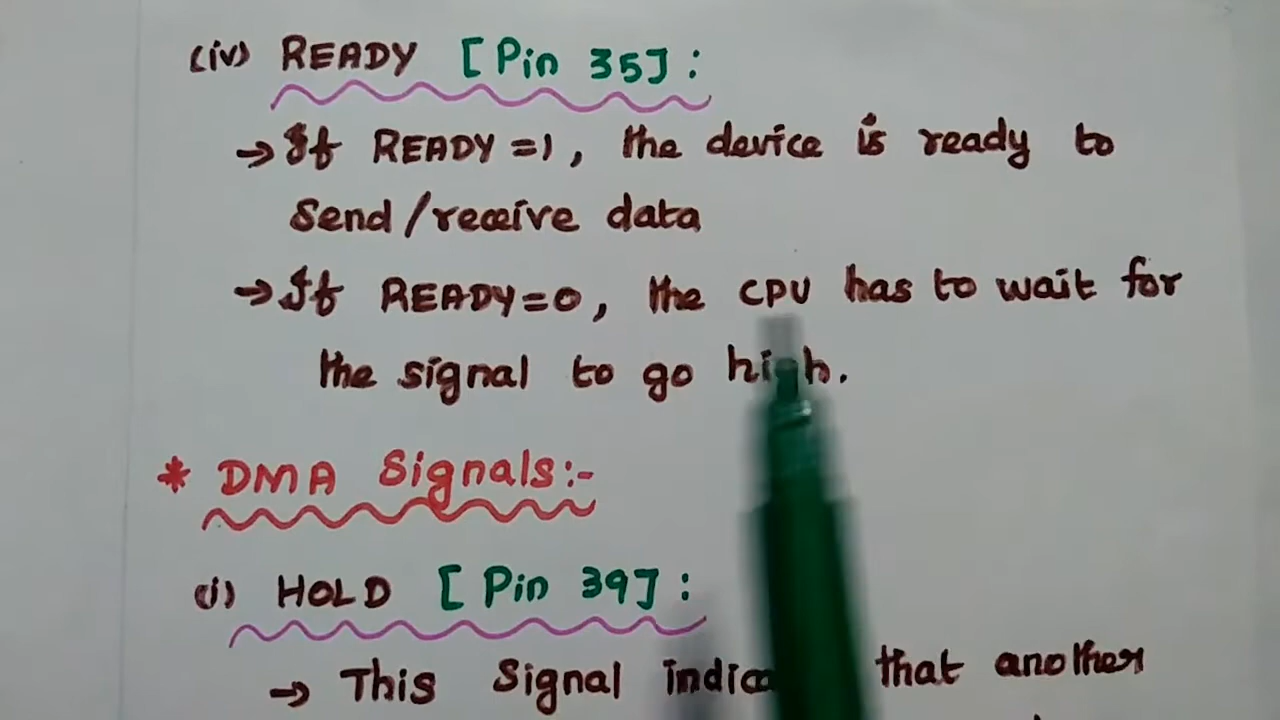 (iv) READY [Pin 35]:
→ If READY=1, the device is ready to
Send/receive data
→ If READY=0, the CPU has to wait for
the signal to go high.
* DMA Signals:-
(i) HOLD [Pin 39]:
→ This Signal that another